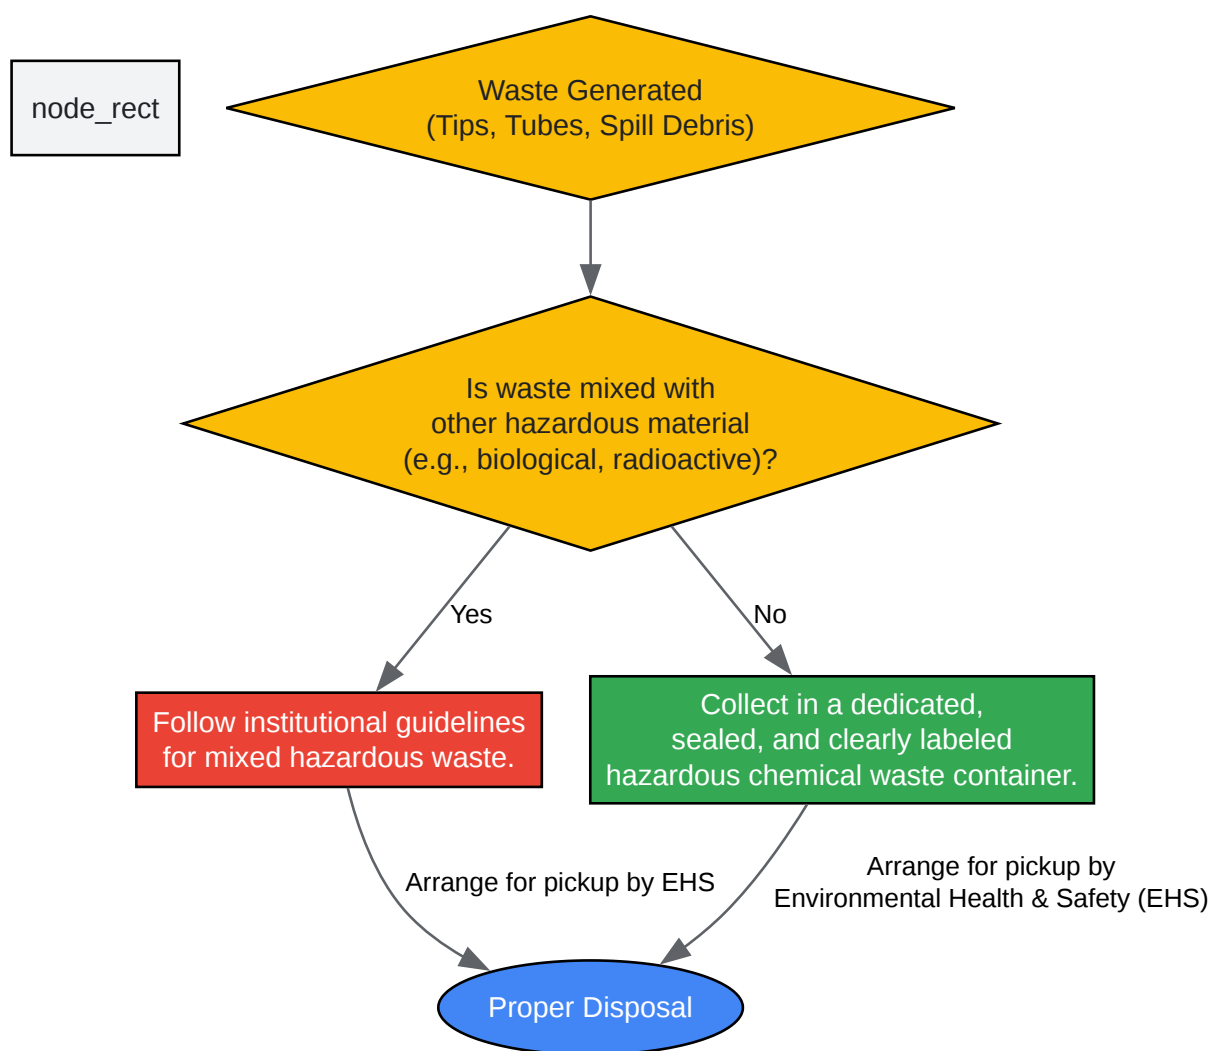 node_rect
Waste Generated
(Tips, Tubes, Spill Debris)
Is waste mixed with
other hazardous material
(e.g., biological, radioactive)?
Yes
No
Follow institutional guidelines
for mixed hazardous waste.
Collect in a dedicated,
sealed, and clearly labeled
hazardous chemical waste container.
Arrange for pickup by EHS
Arrange for pickup by
Environmental Health & Safety (EHS)
Proper Disposal